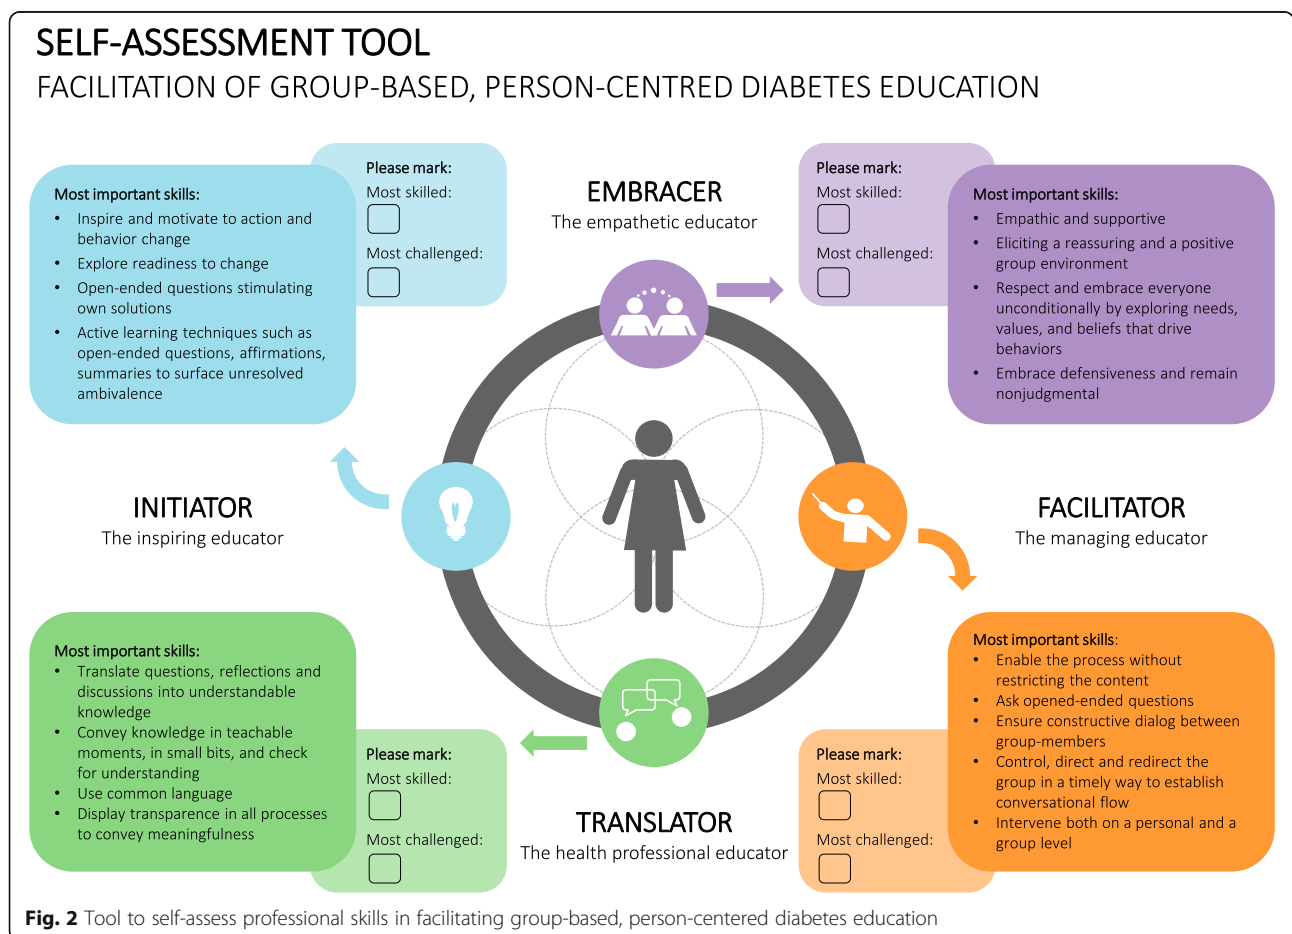 SELF-ASSESSMENT TOOL
FACILITATION OF GROUP-BASED, PERSON-CENTRED DIABETES EDUCATION
Most important skills:
• Inspire and motivate to action and
behavior change
• Explore readiness to change
• Open-ended questions stimulating
own solutions
• Active learning techniques such as
open-ended questions, affirmations,
summaries to surface unresolved
ambivalence
Please mark:
Most skilled:
Most challenged:
EMBRACER
The empathetic educator
Please mark:
Most skilled:
Most challenged:
Most important skills:
• Empathic and supportive
• Eliciting a reassuring and a positive
group environment
• Respect and embrace everyone
unconditionally by exploring needs,
values, and beliefs that drive
behaviors
• Embrace defensiveness and remain
nonjudgmental
INITIATOR
The inspiring educator
FACILITATOR
The managing educator
Most important skills:
• Translate questions, reflections and
discussions into understandable
knowledge
• Convey knowledge in teachable
moments, in small bits, and check
for understanding
• Use common language
• Display transparence in all processes
to convey meaningfulness
Please mark:
Most skilled:
Most challenged:
TRANSLATOR
The health professional educator
Please mark:
Most skilled:
Most challenged:
Most important skills:
• Enable the process without
restricting the content
• Ask opened-ended questions
• Ensure constructive dialog between
group-members
• Control, direct and redirect the
group in a timely way to establish
conversational flow
• Intervene both on a personal and a
group level
Fig. 2 Tool to self-assess professional skills in facilitating group-based, person-centered diabetes education